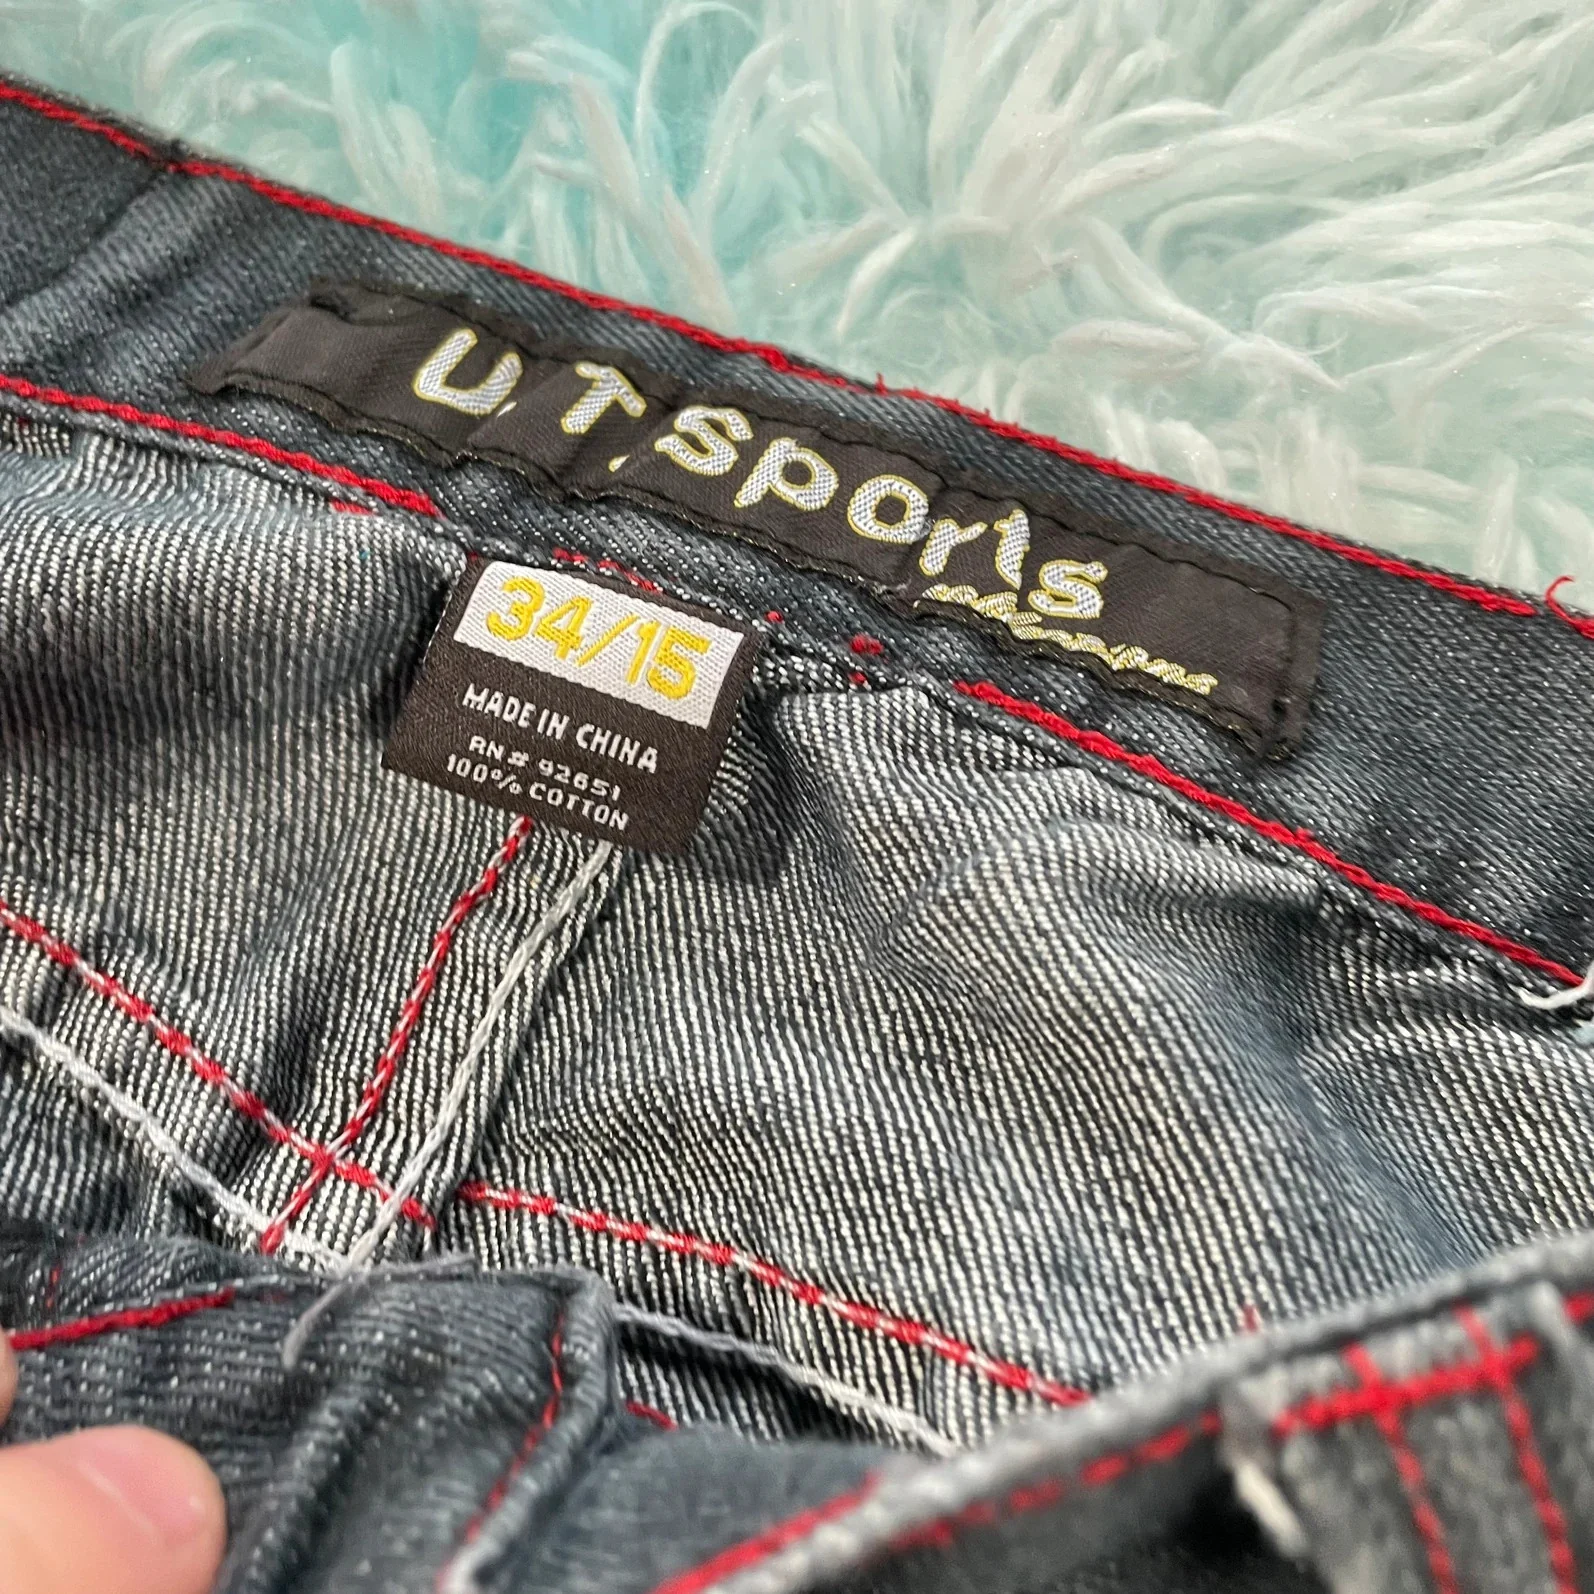 U.T.Sports
34/15
MADE IN CHINA
RN# 92651
100% COTTON